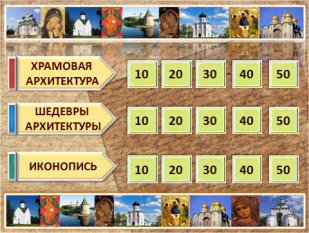 ХРАМОВАЯ
АРХИТЕКТУРА
10 20 30 40 50
ШЕДЕВРЫ
АРХИТЕКТУРЫ
10 20 30 40 50
ИКОНОПИСЬ
10 20 30 40 50